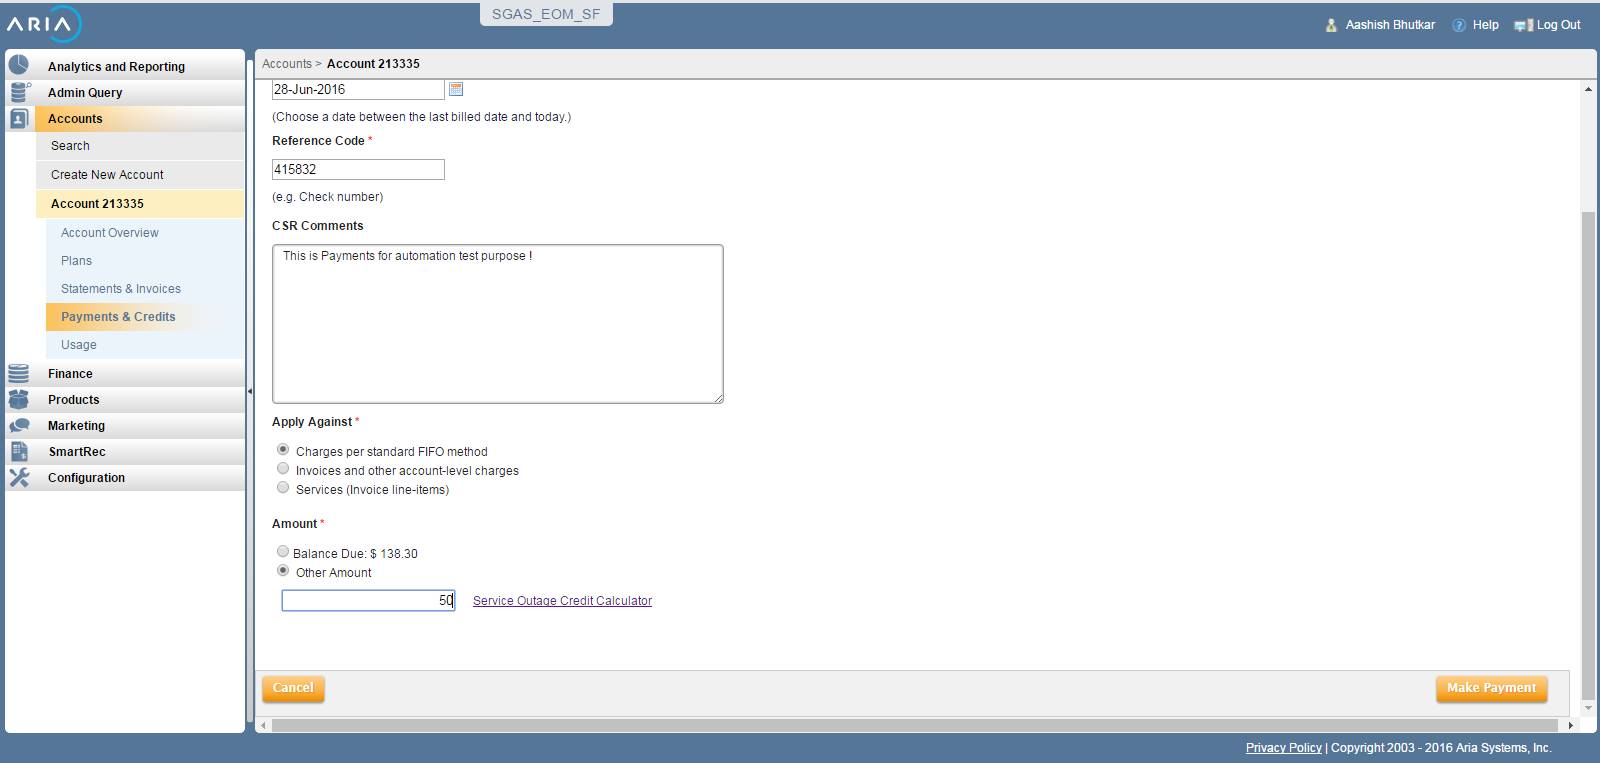 ARIA
SGAS_EOM_SF
Aashish Bhutkar
Help
Log Out
Analytics and Reporting
Admin Query
Accounts
Search
Create New Account
Account 213335
Account Overview
Plans
Statements & Invoices
Payments & Credits
Usage
Finance
Products
Marketing
SmartRec
Configuration
Accounts > Account 213335
28-Jun-2016
(Choose a date between the last billed date and today.)
Reference Code *
415832
(e.g. Check number)
CSR Comments
This is Payments for automation test purpose !
Apply Against *
Charges per standard FIFO method
Invoices and other account-level charges
Services (Invoice line-items)
Amount *
Balance Due: $ 138.30
Other Amount
50
Service Outage Credit Calculator
Cancel
Make Payment
Privacy Policy | Copyright 2003 - 2016 Aria Systems, Inc.